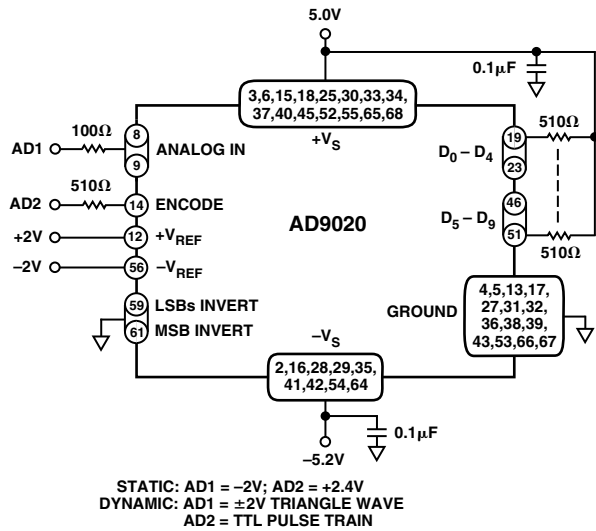 5.0V
0.1μF
3,6,15,18,25,30,33,34,
37,40,45,52,55,65,68
+VS
AD1
100Ω
8
9
ANALOG IN
19
23
D0 – D4
510Ω
AD2
510Ω
14
ENCODE
AD9020
46
51
D5 – D9
510Ω
+2V
12
+VREF
–2V
56
–VREF
59
LSBs INVERT
61
MSB INVERT
GROUND
4,5,13,17,
27,31,32,
36,38,39,
43,53,66,67
–VS
2,16,28,29,35,
41,42,54,64
0.1μF
–5.2V
STATIC: AD1 = –2V; AD2 = +2.4V
DYNAMIC: AD1 = ±2V TRIANGLE WAVE
AD2 = TTL PULSE TRAIN